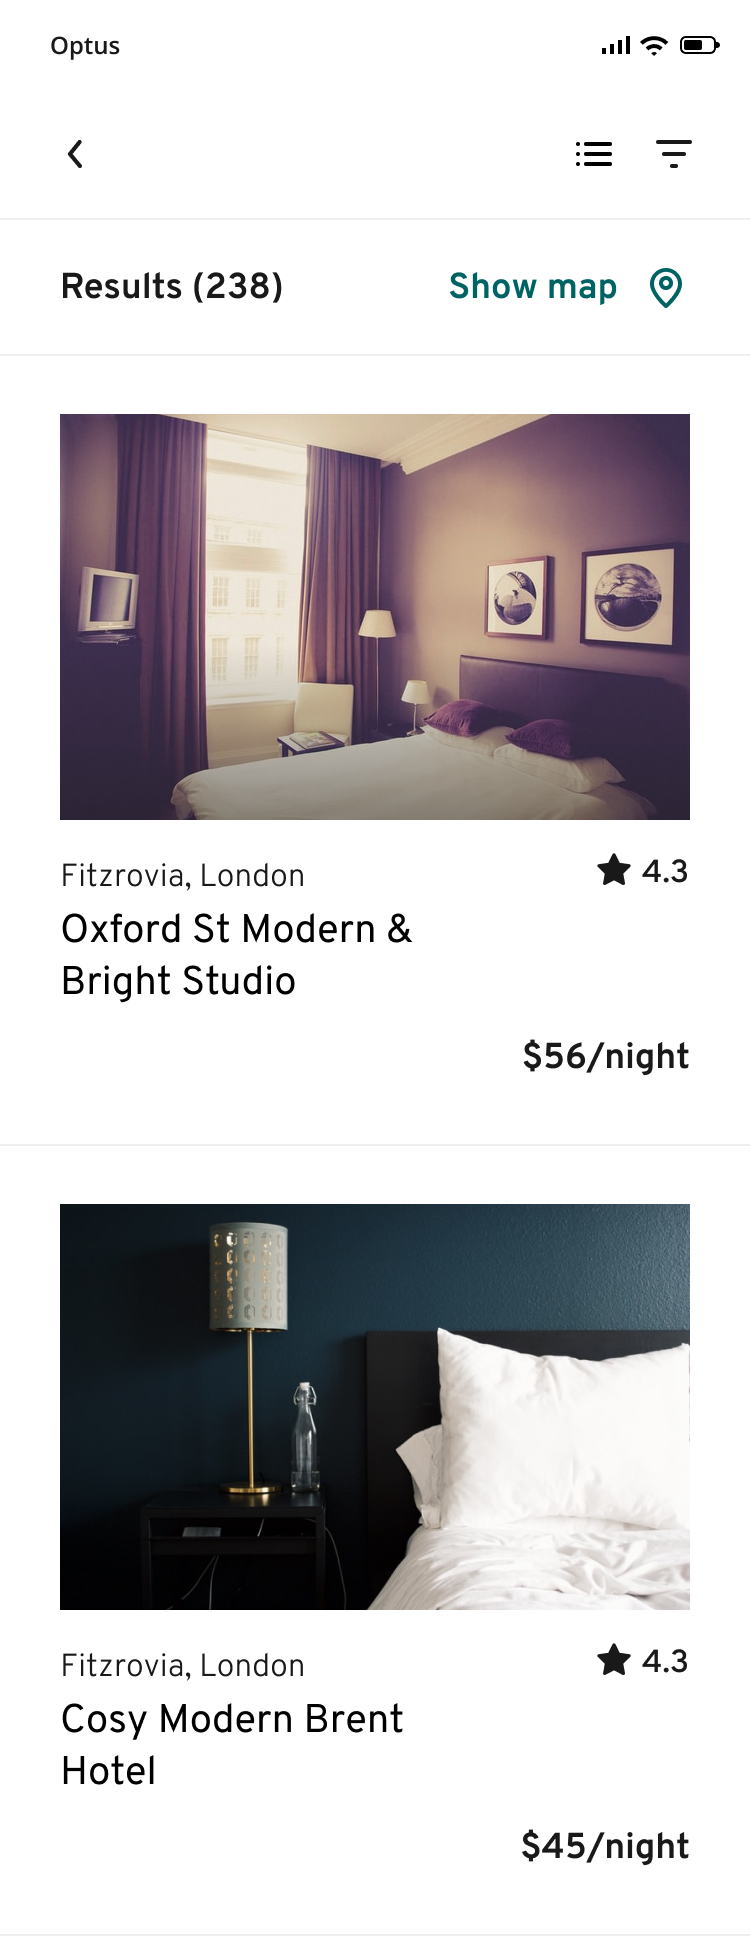 Optus
Results (238)
Show map
Fitzrovia, London
4.3
Oxford St Modern &
Bright Studio
$56/night
Fitzrovia, London
4.3
Cosy Modern Brent
Hotel
$45/night